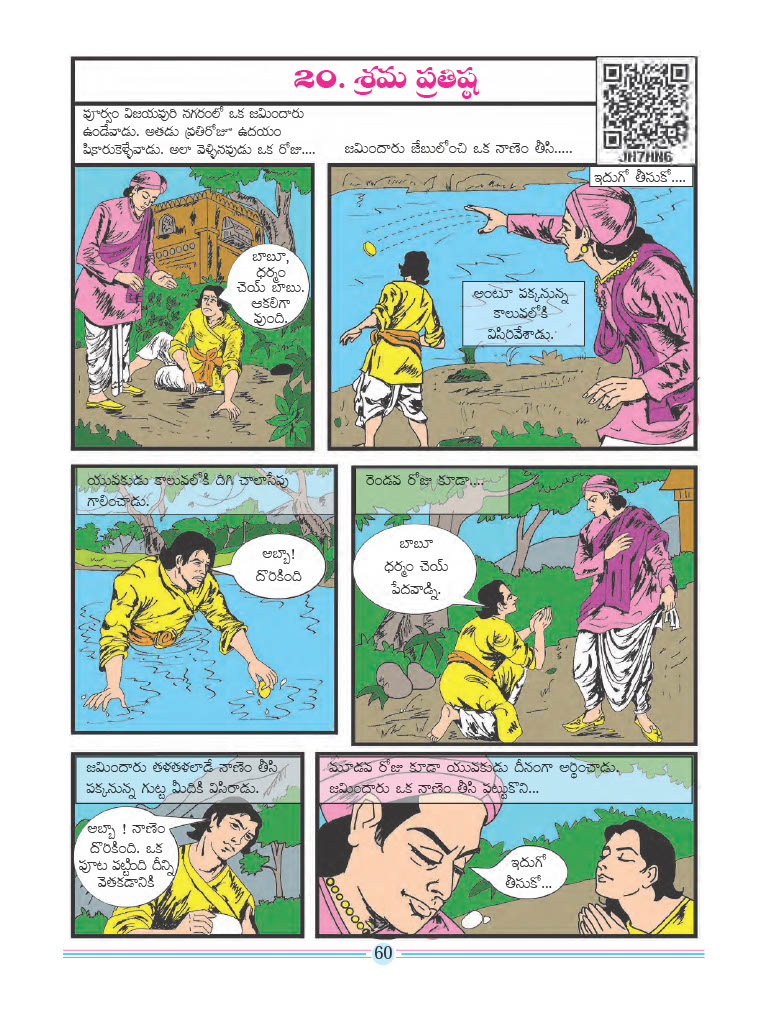 20. శ్రమ ప్రతిష్ఠ
JH7HN6
పూర్వం విజయపురి నగరంలో ఒక జమిందారు
ఉండేవాడు. అతడు ప్రతిరోజూ ఉదయం
షికారుకెళ్ళేవాడు. అలా వెళ్ళినపుడు ఒక రోజు....
బాబూ,
ధర్మం
చెయ్ బాబు.
ఆకలిగా
వుంది.
జమిందారు జేబులోంచి ఒక నాణెం తీసి.....
ఇదుగో తీసుకో....
అంటూ పక్కనున్న
కాలువలోకి
విసిరివేశాడు.
యువకుడు కాలువలోకి దిగి చాలాసేపు
గాలించాడు.
అబ్బా!
దొరికింది
రెండవ రోజు కూడా....
బాబూ
ధర్మం చెయ్
పేదవాడ్ని.
జమిందారు తళతళలాడే నాణెం తీసి
పక్కనున్న గుట్ట మీదికి విసిరాడు.
అబ్బా ! నాణెం
దొరికింది. ఒక
పూట పట్టింది దీన్ని
వెతకడానికి
మూడవ రోజు కూడా యువకుడు దీనంగా అర్థించాడు.
జమిందారు ఒక నాణెం తీసి పట్టుకొని...
ఇదుగో
తీసుకో...
60